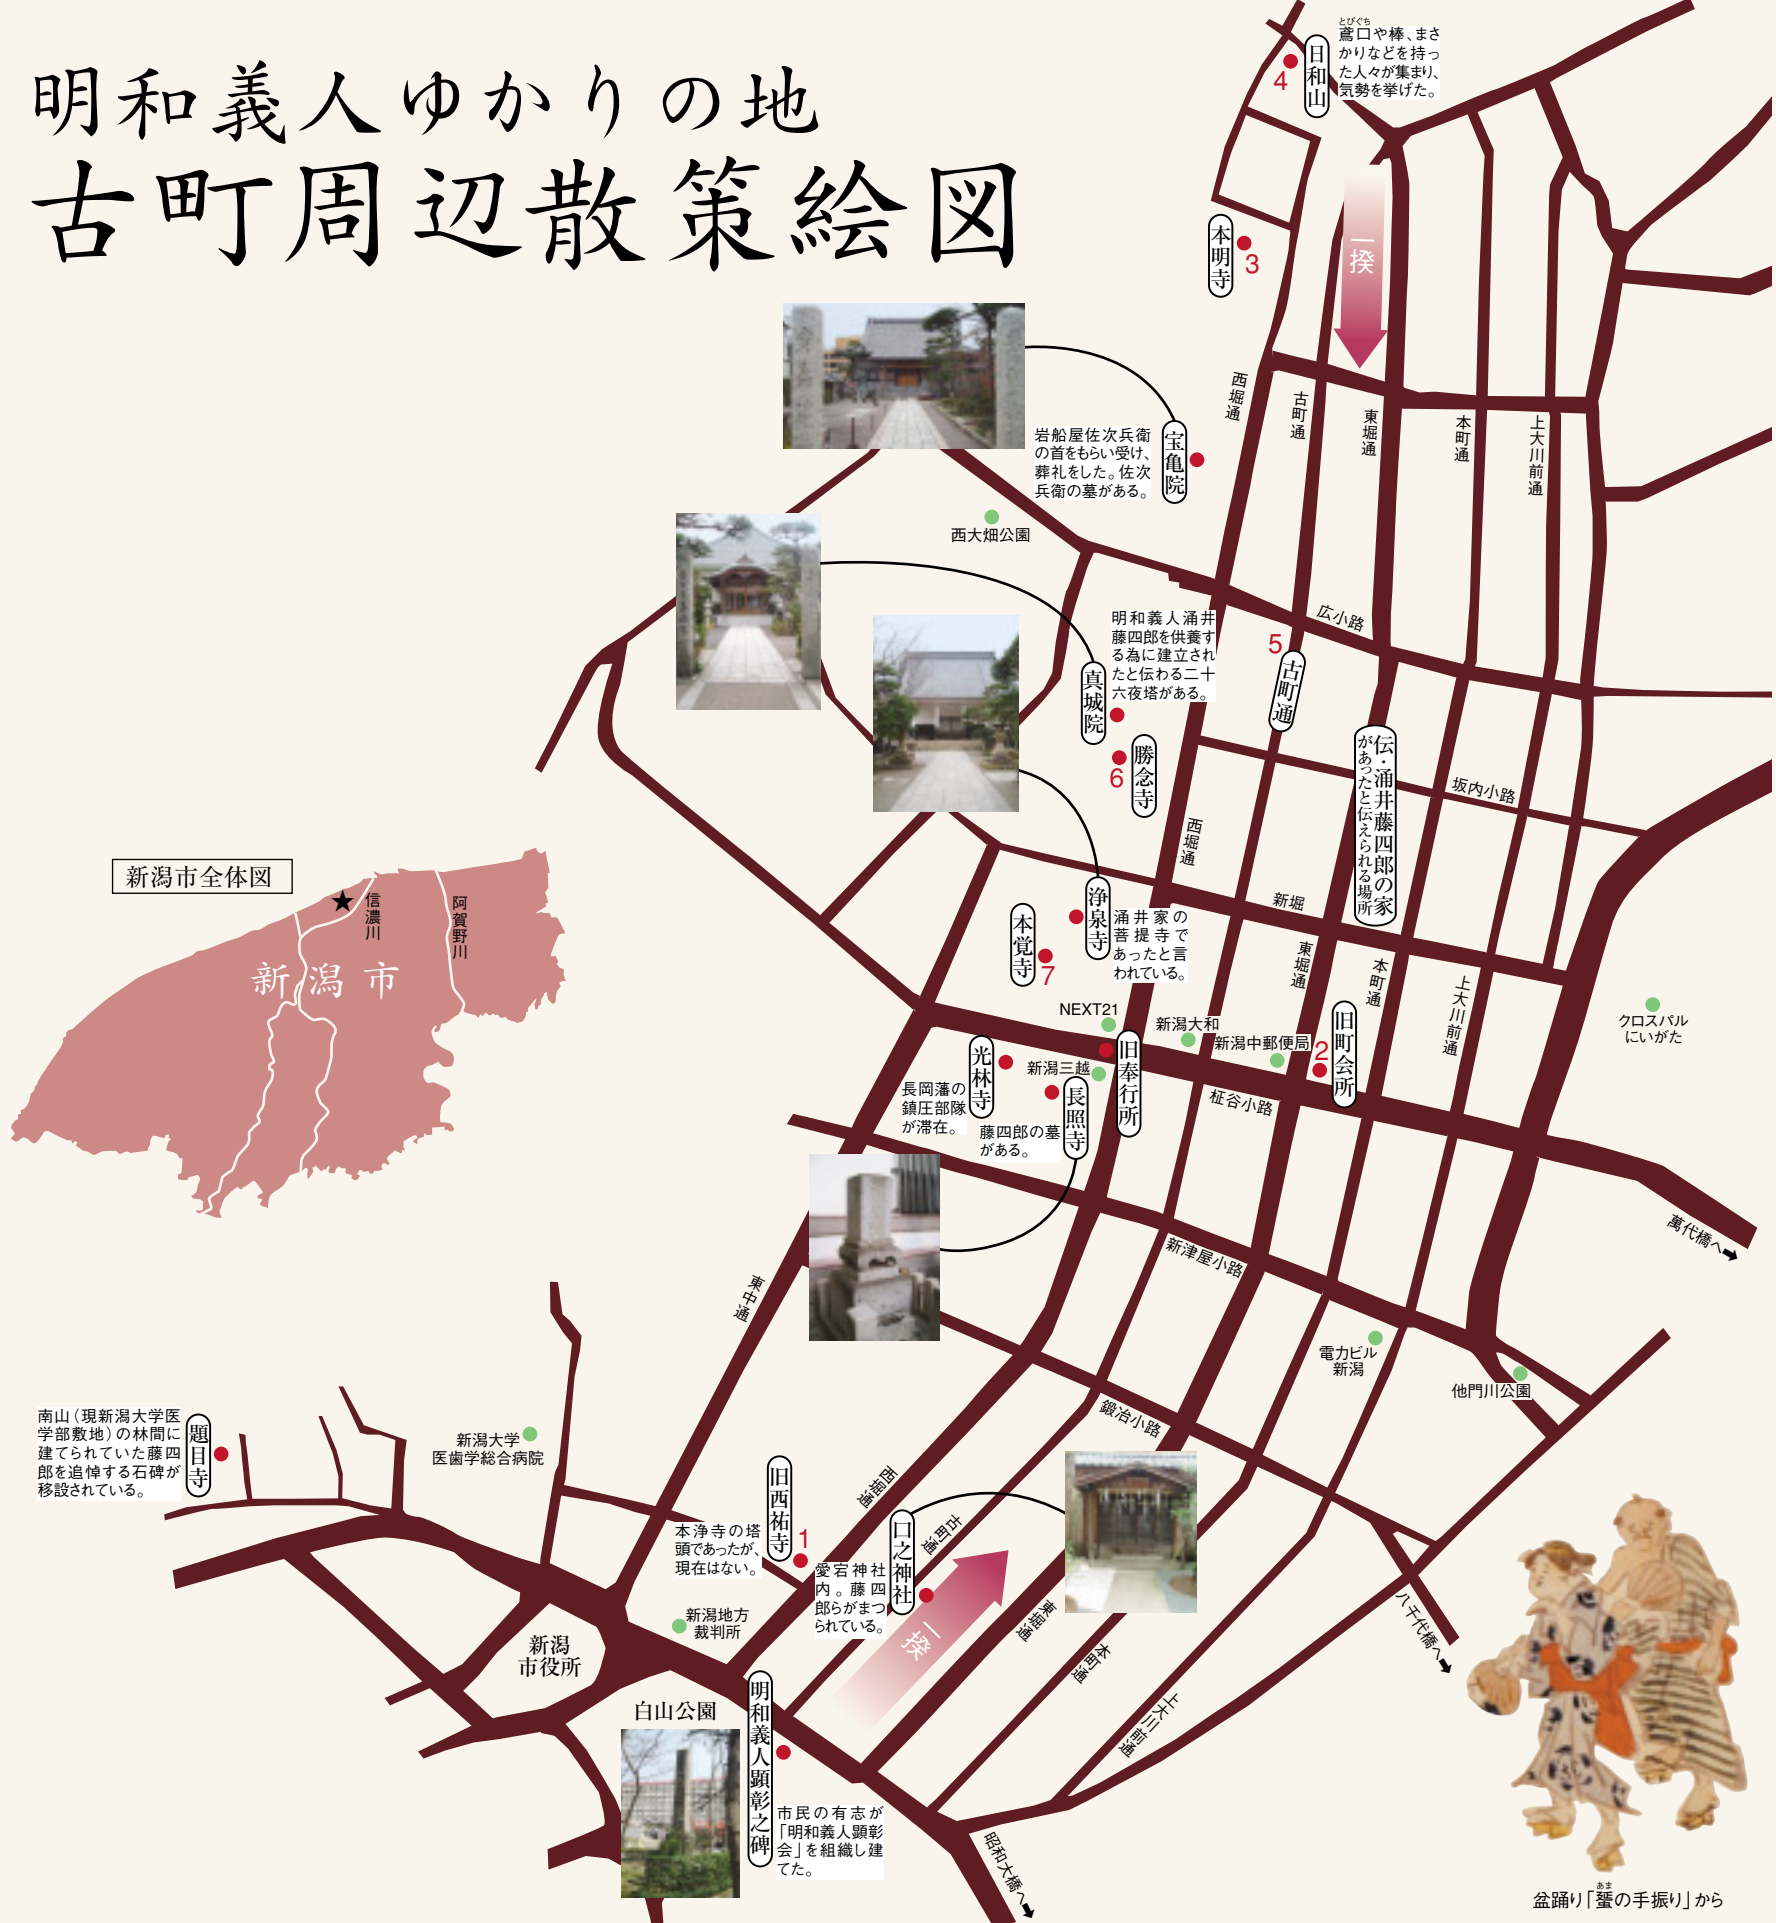 明和義人ゆかりの地
古町周辺散策絵図
とびぐち
鳶口や棒、まさ
かりなどを持っ
た人々が集まり、
気勢を挙げた。
日和山
4
本明寺
3
一揆
西堀通
古町通
東堀通
本町通
上大川前通
岩船屋佐次兵衛
の首をもらい受け、
葬礼をした。佐次
兵衛の墓がある。
宝亀院
西大畑公園
明和義人涌井
藤四郎を供養す
る為に建立され
たと伝わる二十
六夜塔がある。
真城院
広小路
5
古町通
勝念寺
6
伝・涌井藤四郎の家
があったと伝えられる場所
坂内小路
西堀通
新堀
新潟市全体図
信濃川
阿賀野川
新潟市
浄泉寺
涌井家の
菩提寺で
あったと言
われている。
本覚寺
7
東堀通
本町通
上大川前通
NEXT21
新潟大和
新潟中郵便局
2
旧町会所
クロスパル
にいがた
光林寺
長岡藩の
鎮圧部隊
が滞在。
新潟三越
旧奉行所
長照寺
藤四郎の墓
がある。
柾谷小路
萬代橋へ
新津屋小路
東中通
電力ビル
新潟
他門川公園
鍛冶小路
南山（現新潟大学医
学部敷地）の林間に
建てられていた藤四
郎を追悼する石碑が
移設されている。
題目寺
新潟大学
医歯学総合病院
旧西祐寺
1
本浄寺の塔
頭であったが、
現在はない。
西堀通
古町通
口之神社
愛宕神社
内。藤四
郎らがまつ
られている。
一揆
東堀通
本町通
上大川前通
八千代橋へ
新潟地方
裁判所
新潟
市役所
白山公園
明和義人顕彰之碑
市民の有志が
「明和義人顕彰
会」を組織し建
てた。
昭和大橋へ
あま
盆踊り「蜑の手振り」から